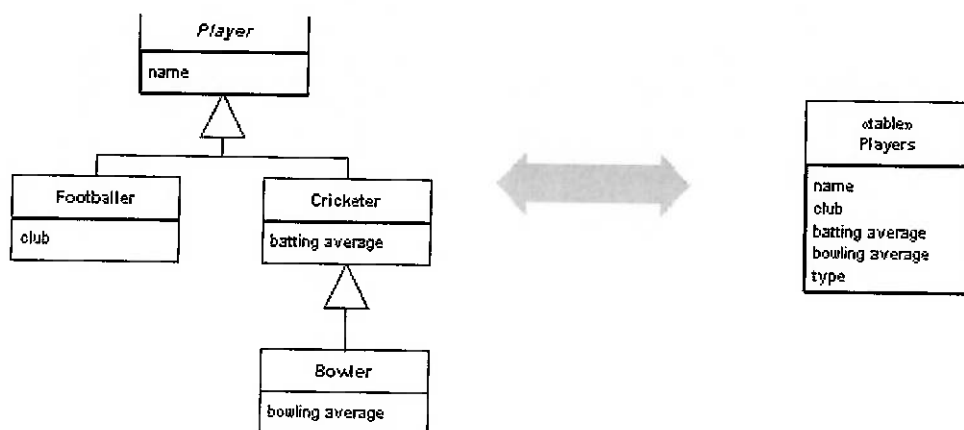 Player
name
Footballer
club
Cricketer
batting average
Bowler
bowling average
«table»
Players
name
club
batting average
bowling average
type